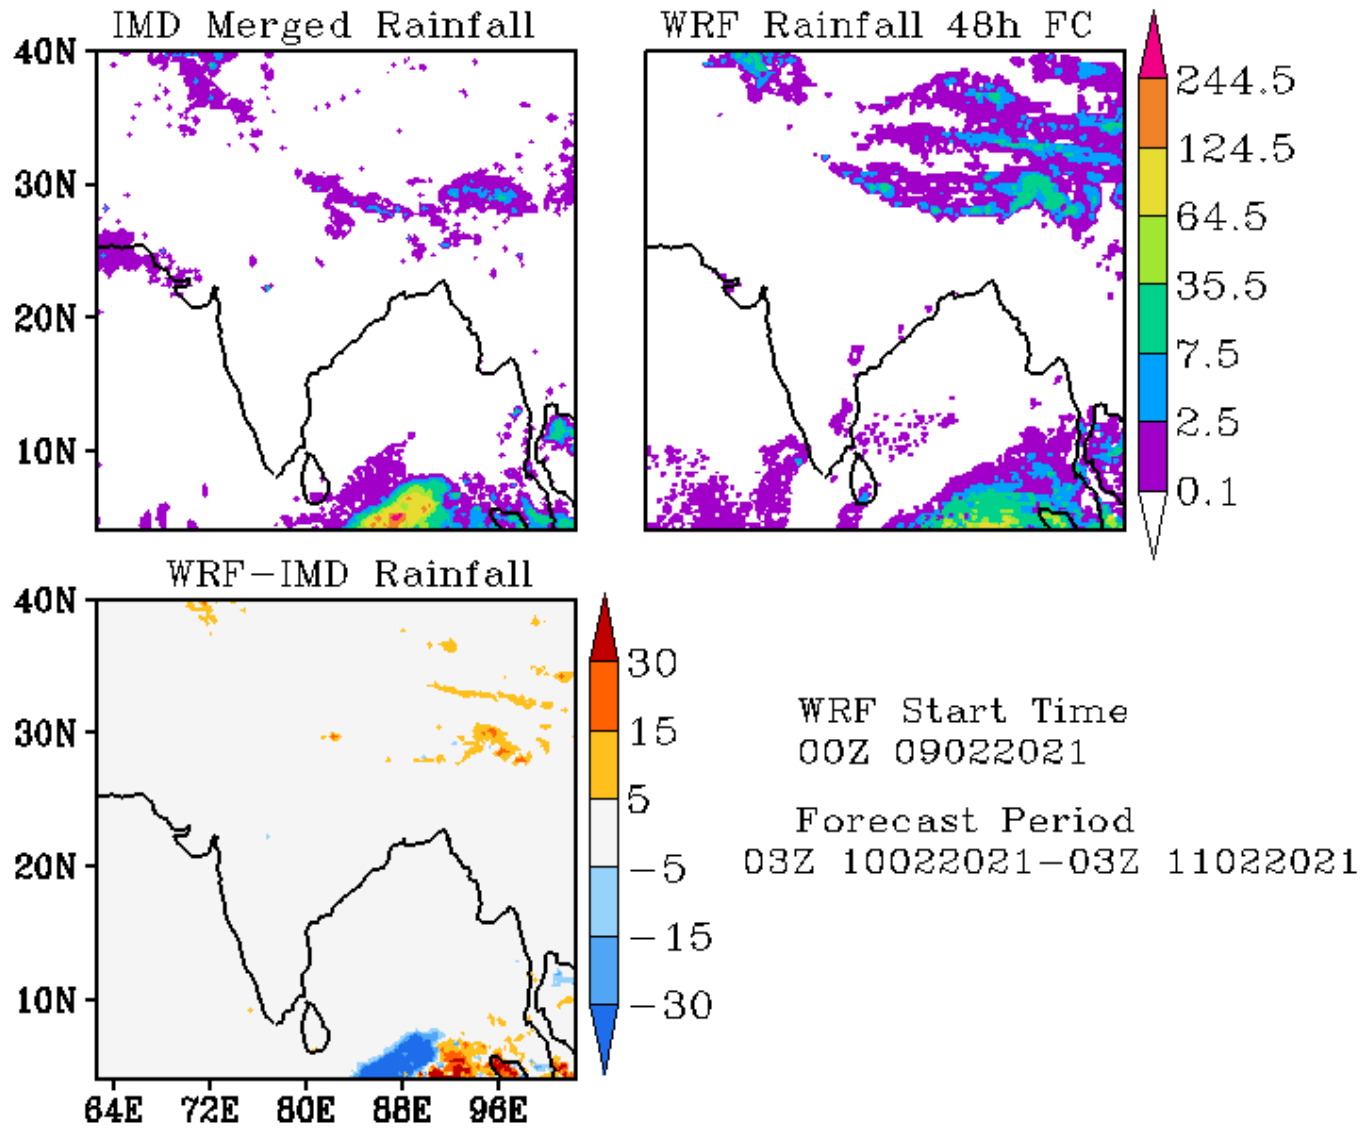 IMD Merged Rainfall
WRF Rainfall 48h FC
40N
30N
20N
10N
244.5
124.5
64.5
35.5
7.5
2.5
0.1
WRF-IMD Rainfall
40N
30N
20N
10N
64E 72E 80E 88E 96E
30
15
5
-5
-15
-30
WRF Start Time
00Z 09022021
Forecast Period
03Z 10022021-03Z 11022021